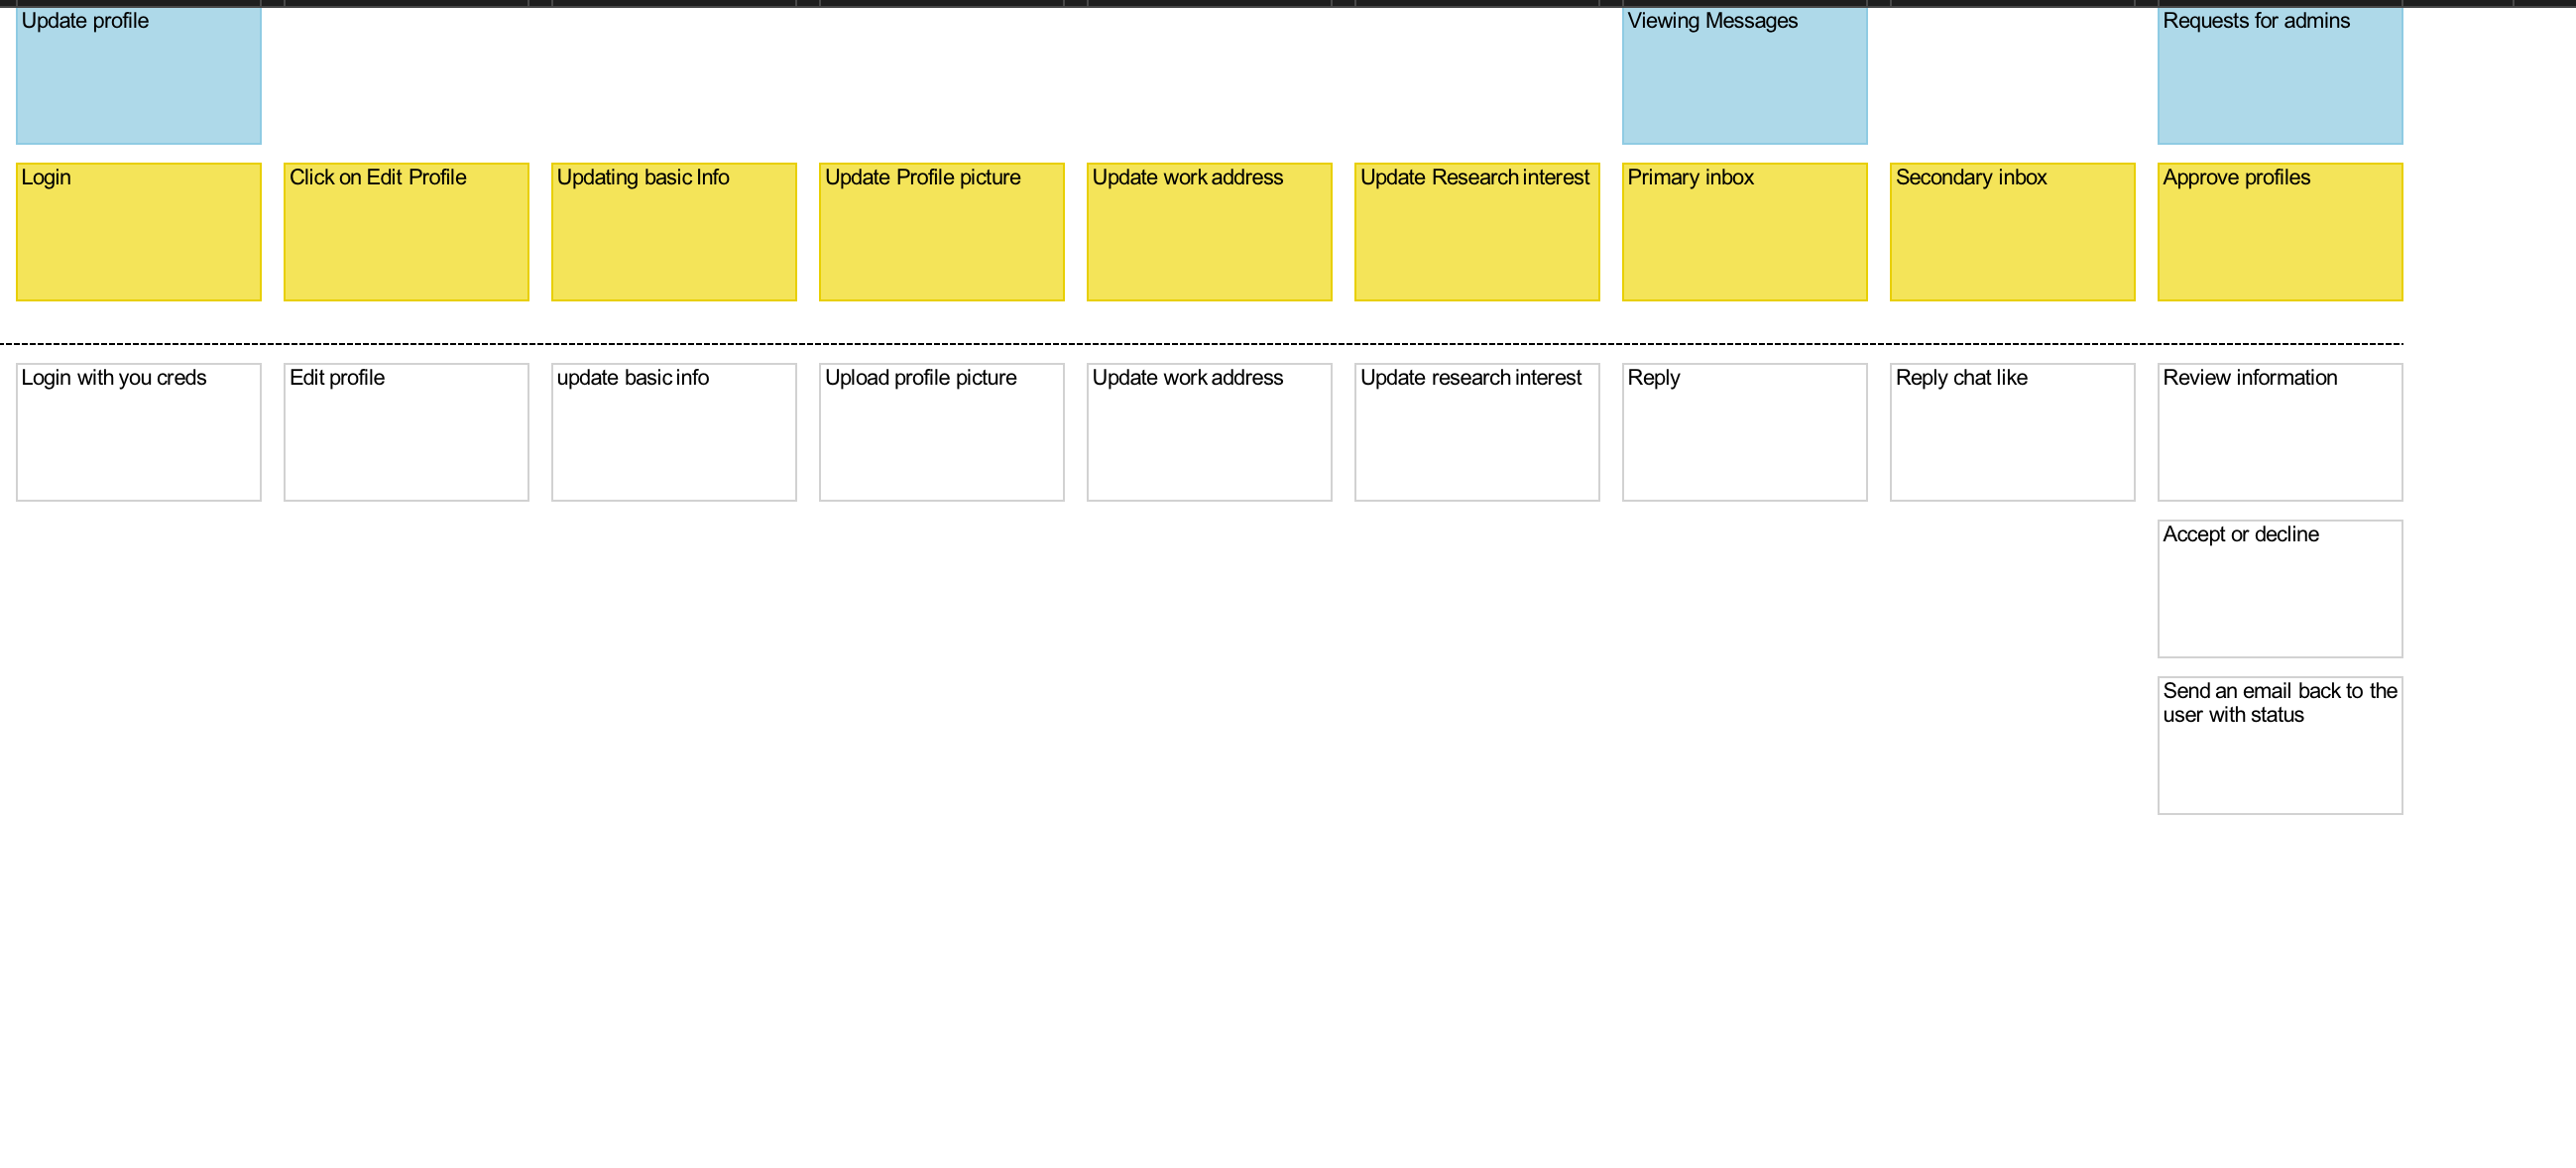 Update profile
Viewing Messages
Requests for admins
Login
Click on Edit Profile
Updating basic Info
Update Profile picture
Update work address
Update Research interest
Primary inbox
Secondary inbox
Approve profiles
Login with you creds
Edit profile
update basic info
Upload profile picture
Update work address
Update research interest
Reply
Reply chat like
Review information
Accept or decline
Send an email back to the
user with status